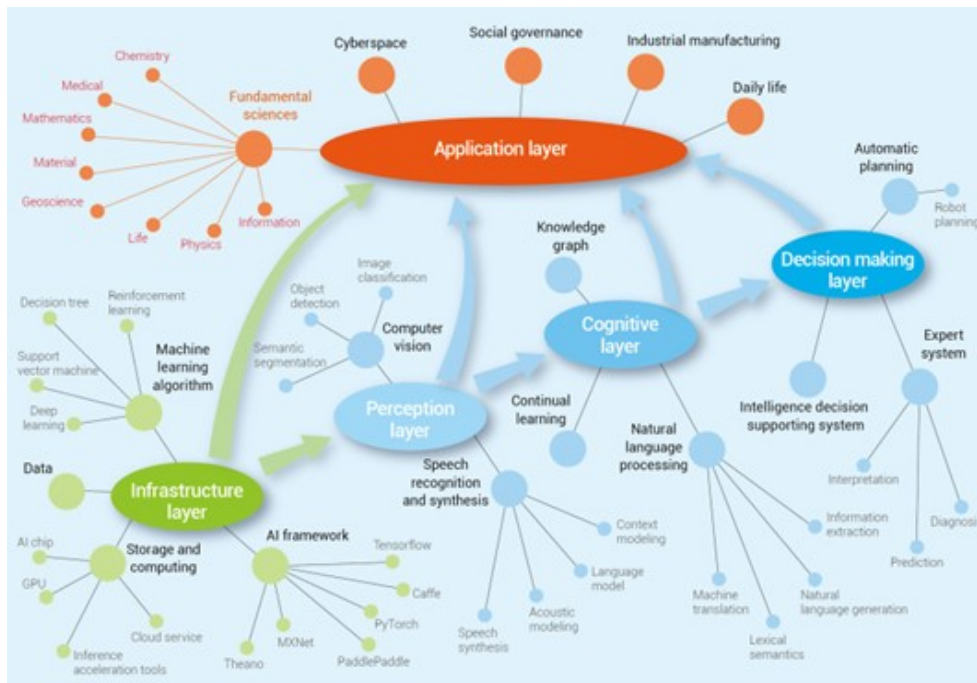 Cyberspace
Social governance
Industrial manufacturing
Daily life
Chemistry
Medical
Mathematics
Material
Geoscience
Life
Physics
Information
Fundamental
sciences
Application layer
Automatic
planning
Robot
planning
Decision making
layer
Knowledge
graph
Cognitive
layer
Expert
system
Intelligence decision
supporting system
Interpretation
Prediction
Diagnosi
Image
classification
Object
detection
Semantic
segmentation
Computer
vision
Perception
layer
Continual
learning
Natural
language
processing
Information
extraction
Natural
language generation
Lexical
semantics
Machine
translation
Speech
recognition
and synthesis
Context
modeling
Language
model
Acoustic
modeling
Speech
synthesis
Decision tree
Reinforcement
learning
Support
vector machine
Deep
learning
Machine
learning
algorithm
Data
Infrastructure
layer
Storage and
computing
AI chip
GPU
Inference
acceleration tools
Cloud service
AI framework
Tensorflow
Caffe
PyTorch
PaddlePaddle
MXNet
Theano